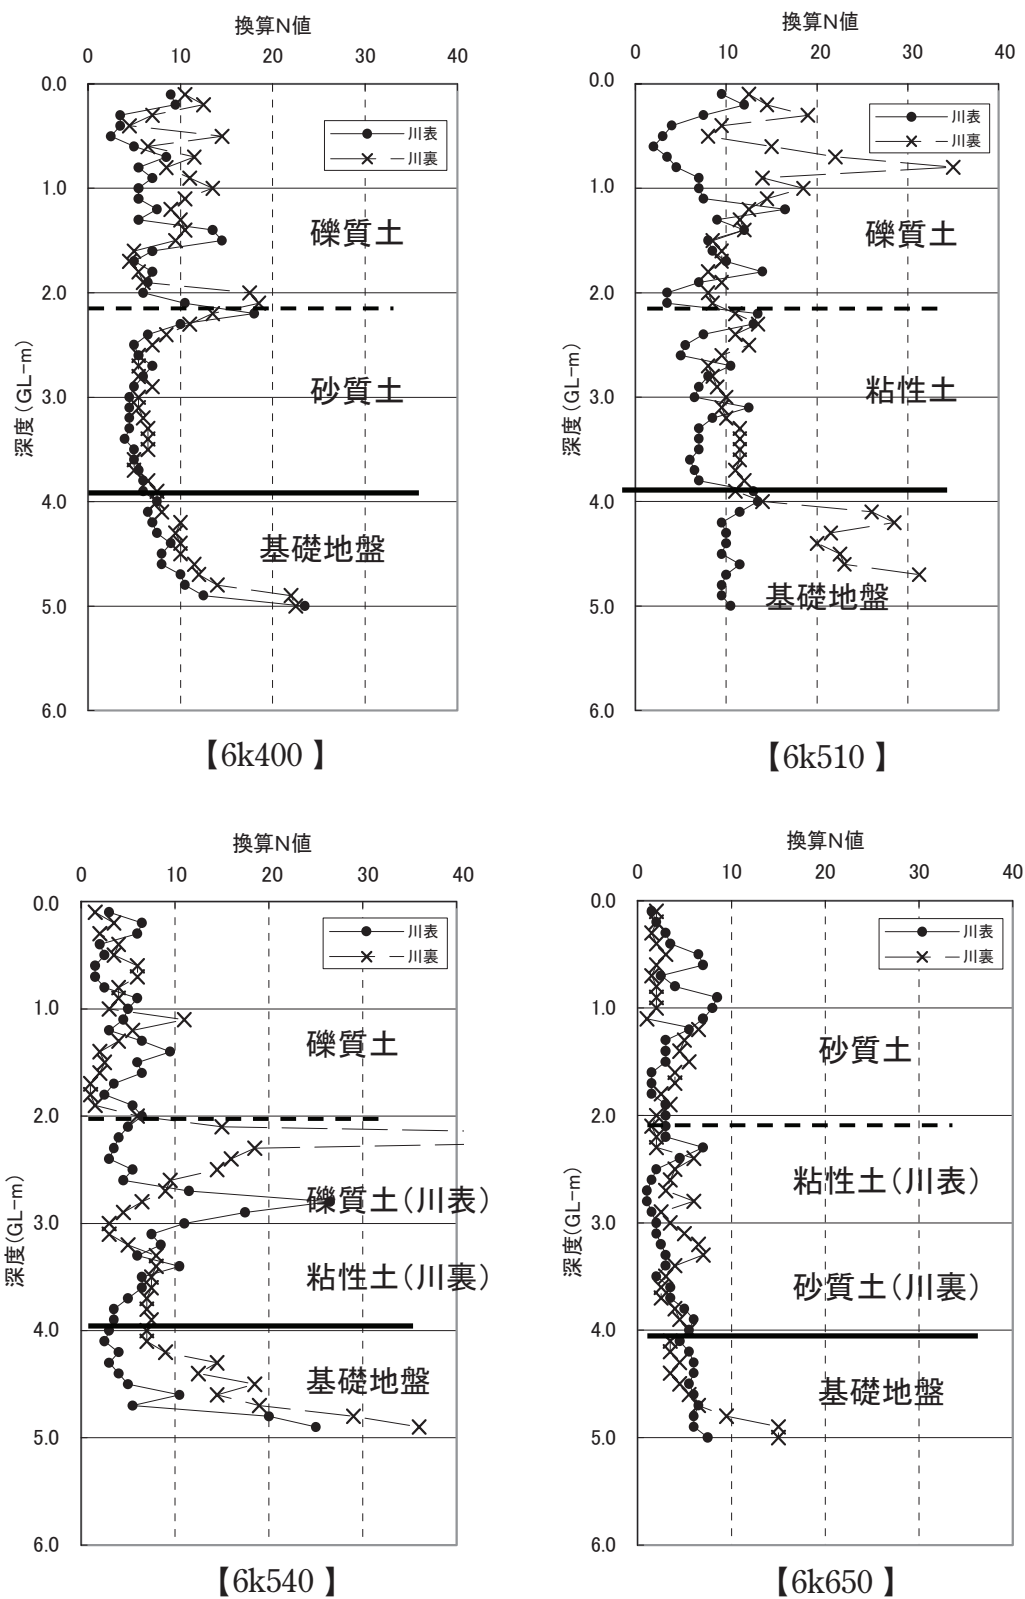 換算N値
0 10 20 30 40
0.0
川表
川裏
1.0
礫質土
2.0
3.0
砂質土
深度(GL-m)
4.0
基礎地盤
5.0
6.0
【6k400 】
換算N値
0 10 20 30 40
0.0
川表
川裏
1.0
礫質土
2.0
3.0
粘性土
深度(GL-m)
4.0
基礎地盤
5.0
6.0
【6k510 】
換算N値
0 10 20 30 40
0.0
川表
川裏
1.0
礫質土
2.0
礫質土(川表)
3.0
深度(GL-m)
粘性土(川裏)
4.0
基礎地盤
5.0
6.0
【6k540 】
換算N値
0 10 20 30 40
0.0
川表
川裏
1.0
砂質土
2.0
粘性土(川表)
3.0
深度(GL-m)
砂質土(川裏)
4.0
基礎地盤
5.0
6.0
【6k650 】